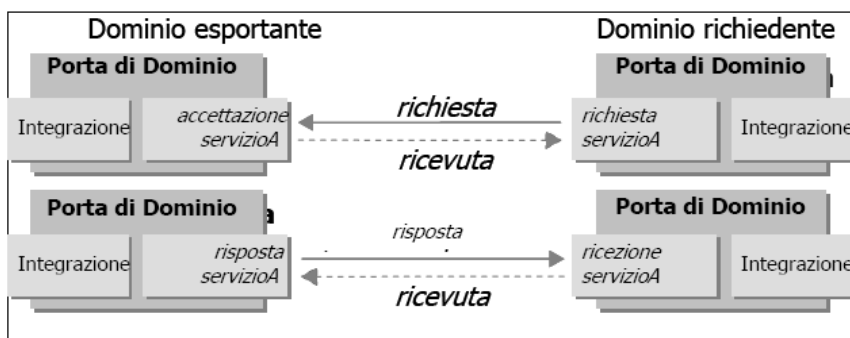 Dominio esportante
Dominio richiedente
Porta di Dominio
Porta di Dominio
a
Integrazione
accettazione
servizioA
richiesta
ricevuta
richiesta
servizioA
Integrazione
Porta di Dominio
a
Porta di Dominio
Integrazione
risposta
servizioA
risposta
ricevuta
ricezione
servizioA
Integrazione